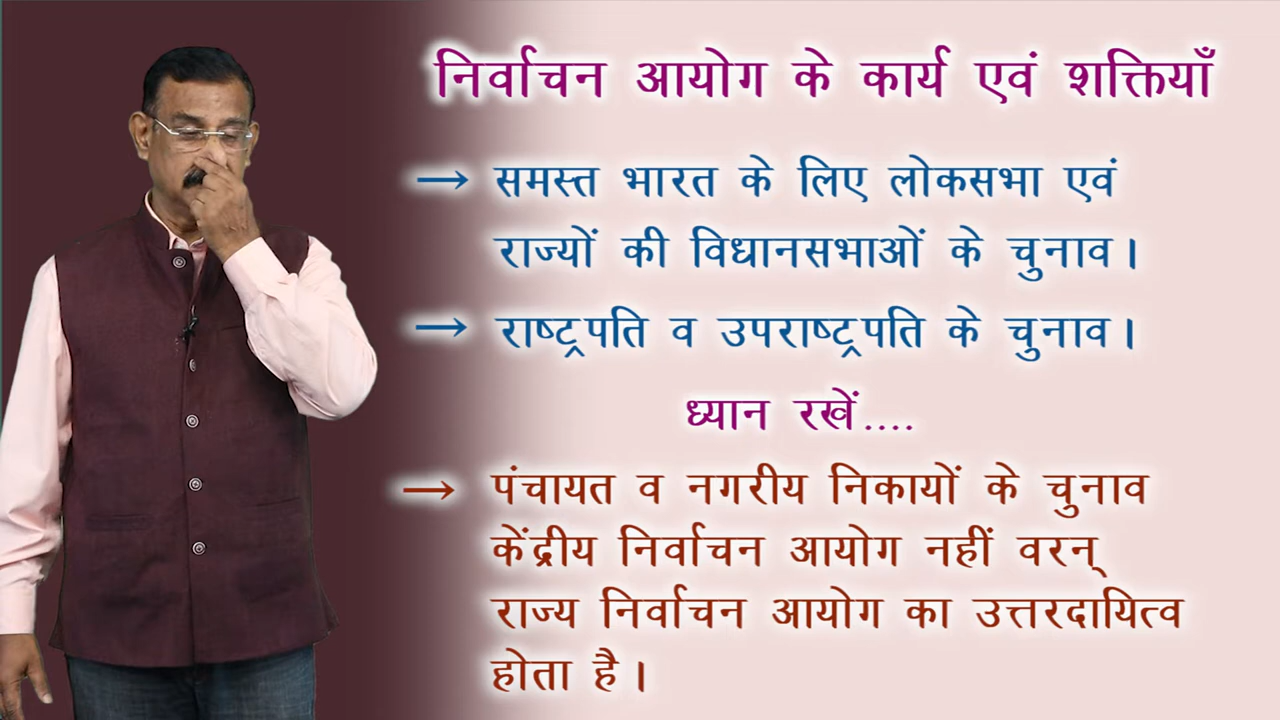 निर्वाचन आयोग के कार्य एवं शक्तियाँ
→ समस्त भारत के लिए लोकसभा एवं
राज्यों की विधानसभाओं के चुनाव।
→ राष्ट्रपति व उपराष्ट्रपति के चुनाव।
ध्यान रखें....
→ पंचायत व नगरीय निकायों के चुनाव
केंद्रीय निर्वाचन आयोग नहीं वरन्
राज्य निर्वाचन आयोग का उत्तरदायित्व
होता है।